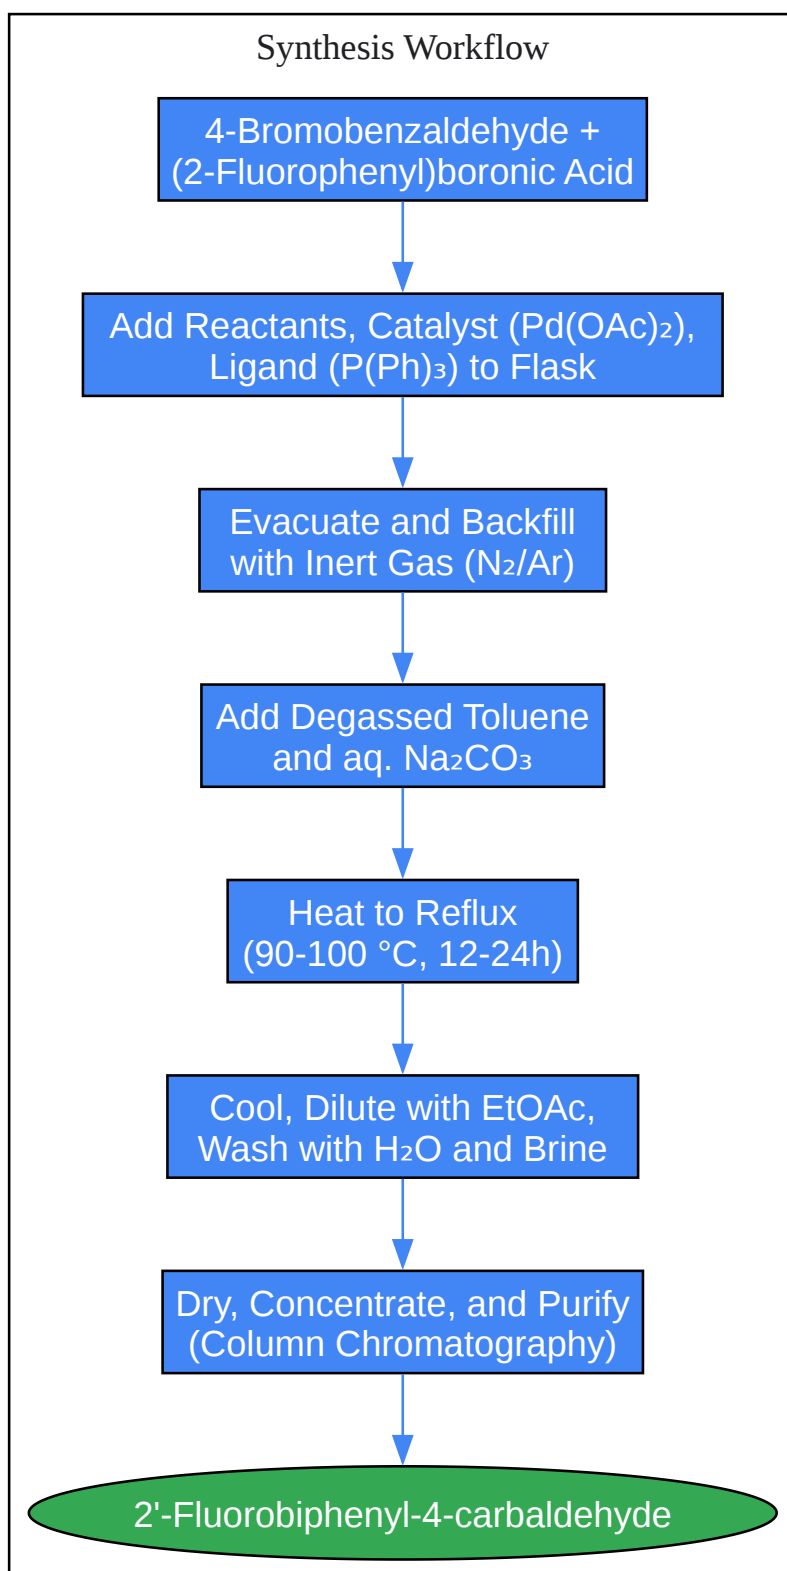 Synthesis Workflow
4-Bromobenzaldehyde +
(2-Fluorophenyl)boronic Acid
Add Reactants, Catalyst (Pd(OAc)₂),
Ligand (P(Ph)₃) to Flask
Evacuate and Backfill
with Inert Gas (N₂/Ar)
Add Degassed Toluene
and aq. Na₂CO₃
Heat to Reflux
(90-100 °C, 12-24h)
Cool, Dilute with EtOAc,
Wash with H₂O and Brine
Dry, Concentrate, and Purify
(Column Chromatography)
2'-Fluorobiphenyl-4-carbaldehyde